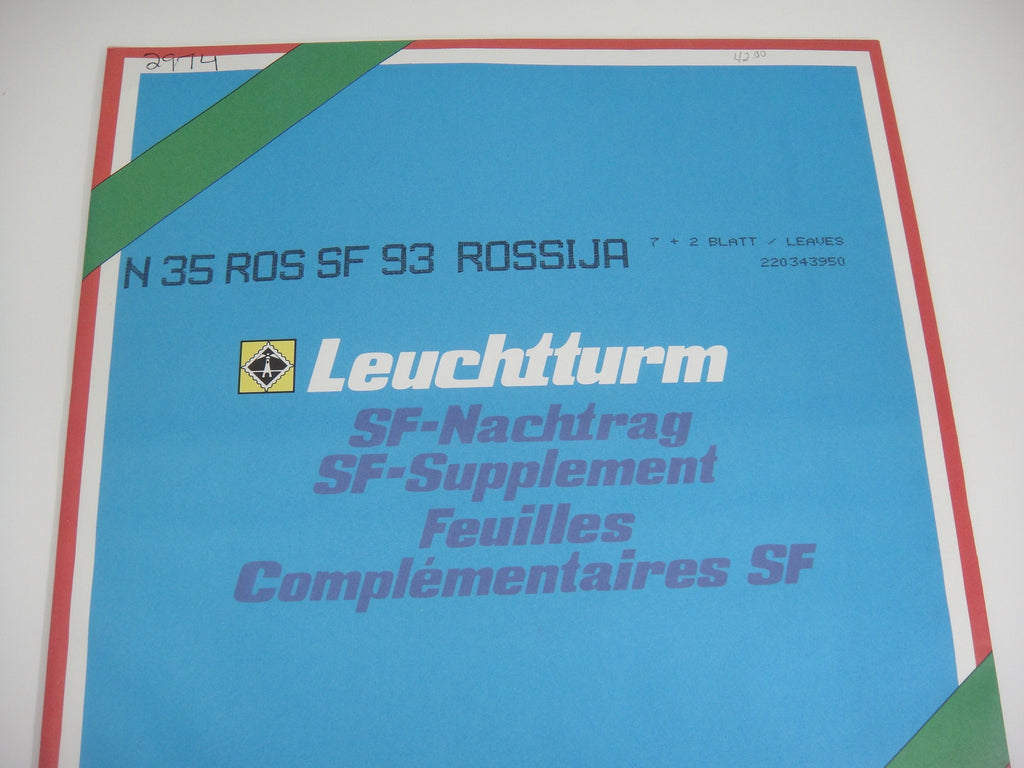 2974
42.00
N 35 ROS SF 93 ROSSIJA 7 + 2 BLATT / LEAVES
220343950
Leuchtturm
SF-Nachtrag
SF-Supplement
Feuilles
Complémentaires SF